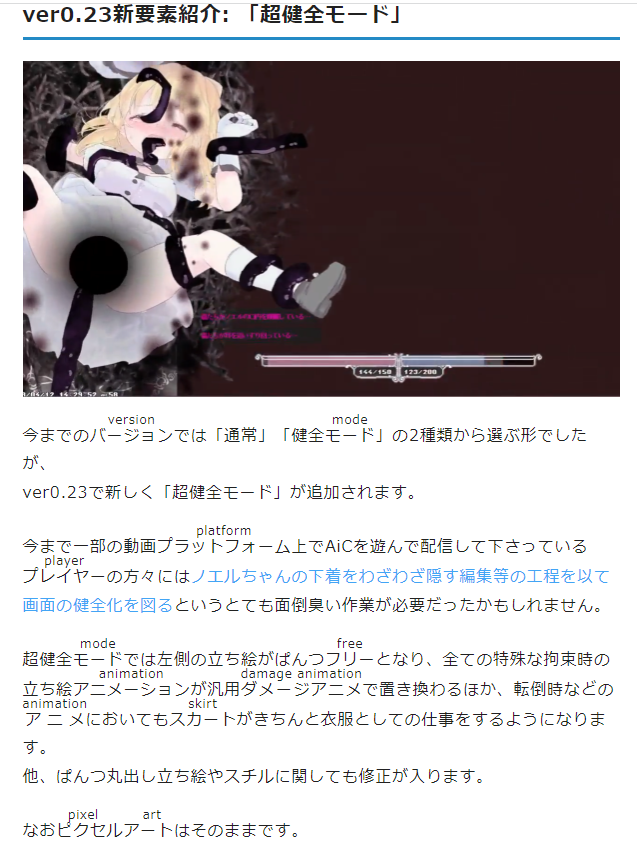 ver0.23新要素紹介: 「超健全モード」
144/150 123/200
version mode
今までのバージョンでは「通常」「健全モード」の2種類から選ぶ形でした
が、
ver0.23で新しく「超健全モード」が追加されます。
platform
今まで一部の動画プラットフォーム上でAiCを遊んで配信して下さっている
player
プレイヤーの方々にはノエルちゃんの下着をわざわざ隠す編集等の工程を以て
画面の健全化を図るというとても面倒臭い作業が必要だったかもしれません。
mode free
超健全モードでは左側の立ち絵がぱんつフリーとなり、全ての特殊な拘束時の
animation damage animation
立ち絵アニメーションが汎用ダメージアニメで置き換わるほか、転倒時などの
animation skirt
アニメにおいてもスカートがきちんと衣服としての仕事をするようになりま
す。
他、ぱんつ丸出し立ち絵やスチルに関しても修正が入ります。
pixel art
なおピクセルアートはそのままです。